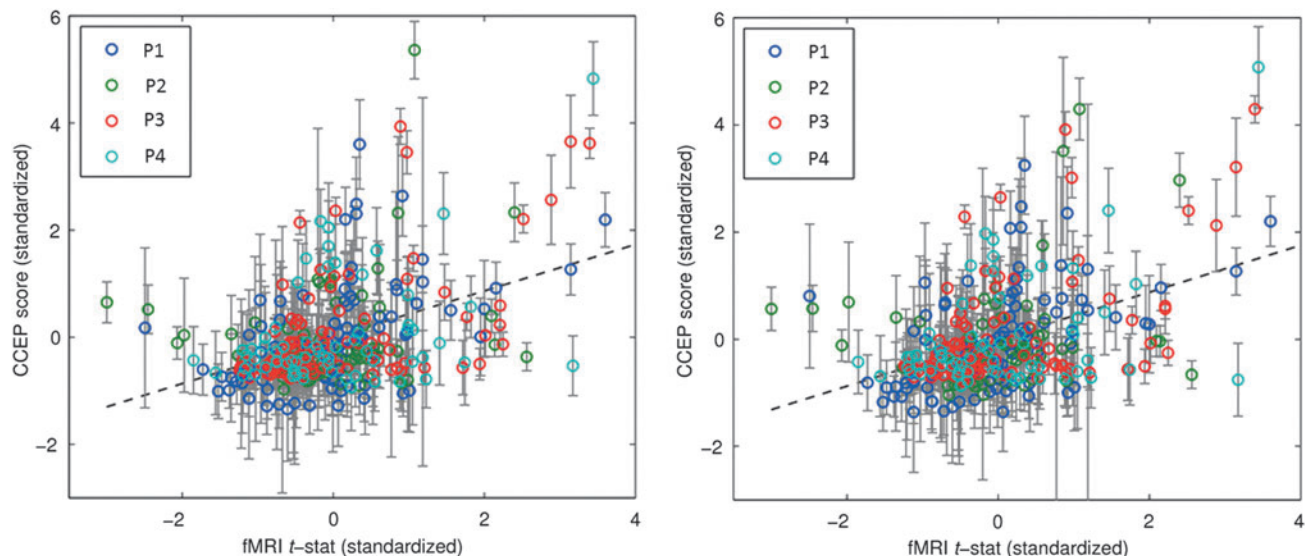 6
4
2
0
−2
P1
P2
P3
P4
CCEP score (standardized)
−2
0
2
4
fMRI t−stat (standardized)
6
4
2
0
−2
P1
P2
P3
P4
CCEP score (standardized)
−2
0
2
4
fMRI t−stat (standardized)